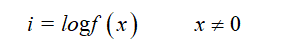 i = logf (x)   x ≠ 0